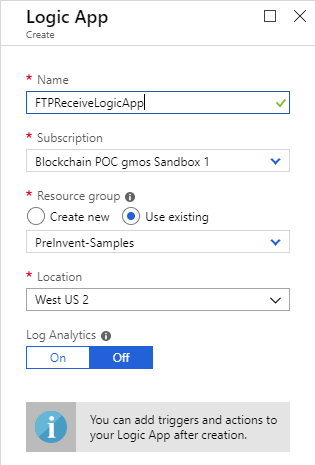 Logic App
Create
* Name
FTPReceiveLogicApp
* Subscription
Blockchain POC gmos Sandbox 1
* Resource group
Create new Use existing
PreInvent-Samples
* Location
West US 2
Log Analytics
On Off
You can add triggers and actions to
your Logic App after creation.